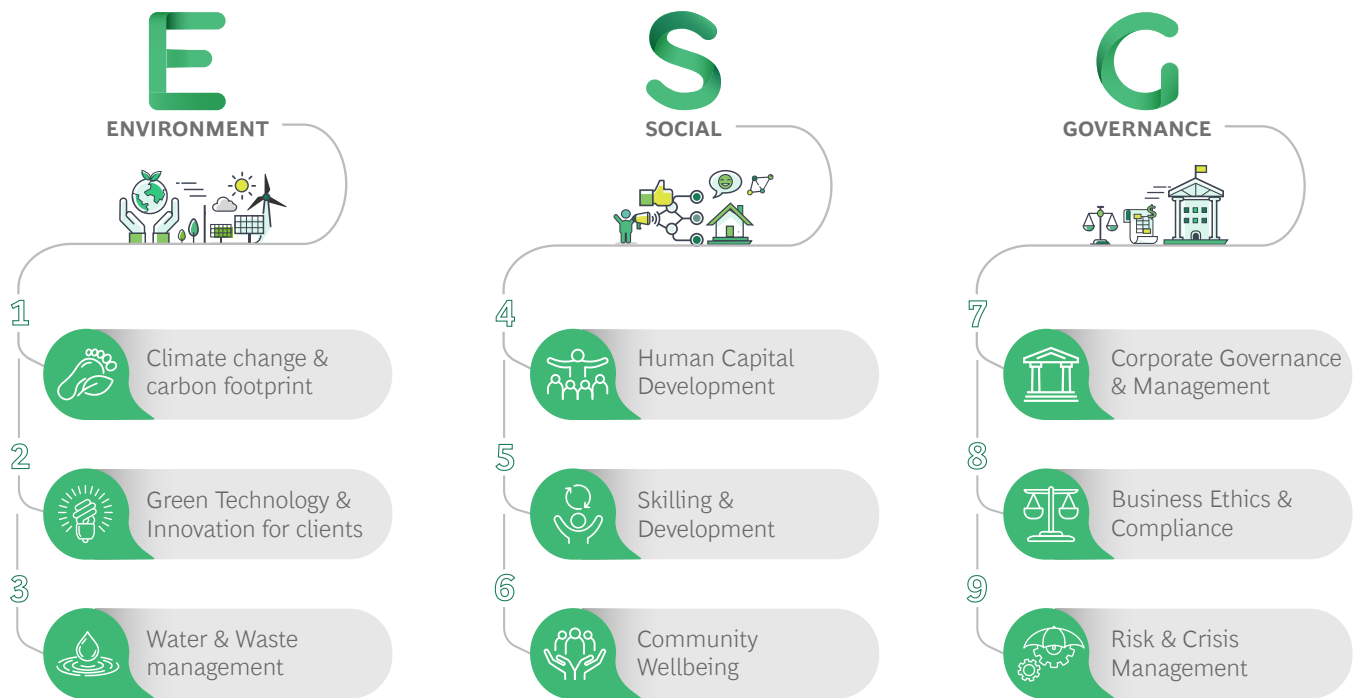 E
ENVIRONMENT
1
Climate change &
carbon footprint
2
Green Technology &
Innovation for clients
3
Water & Waste
management
S
SOCIAL
4
Human Capital
Development
5
Skilling &
Development
6
Community
Wellbeing
G
GOVERNANCE
7
Corporate Governance
& Management
8
Business Ethics &
Compliance
9
Risk & Crisis
Management